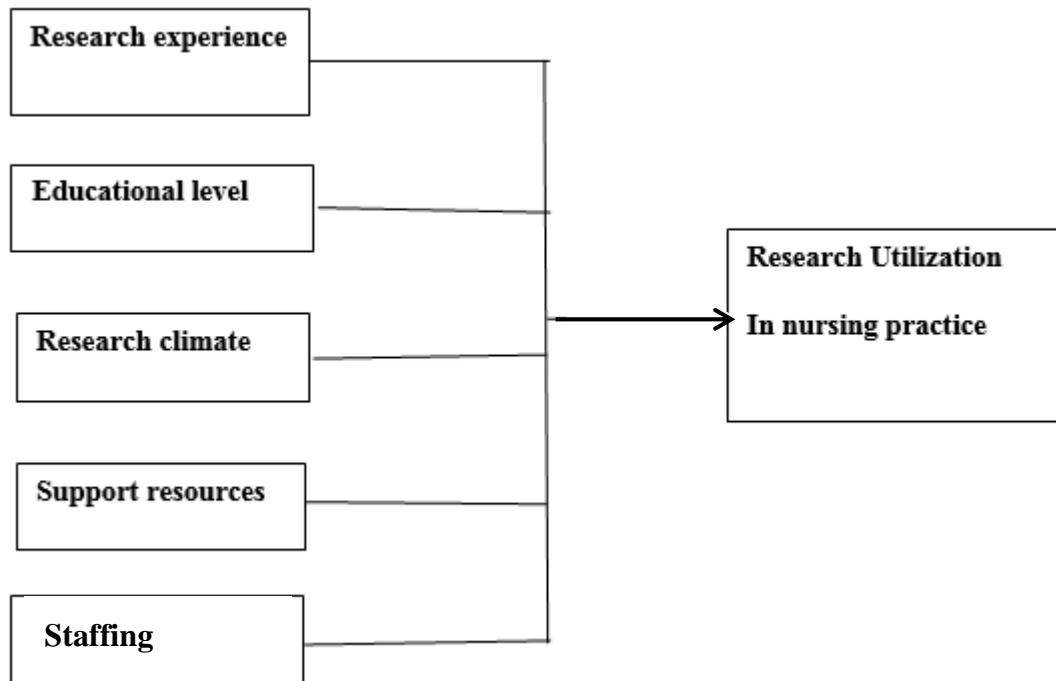 Research experience
Educational level
Research climate
Support resources
Staffing
Research Utilization
In nursing practice